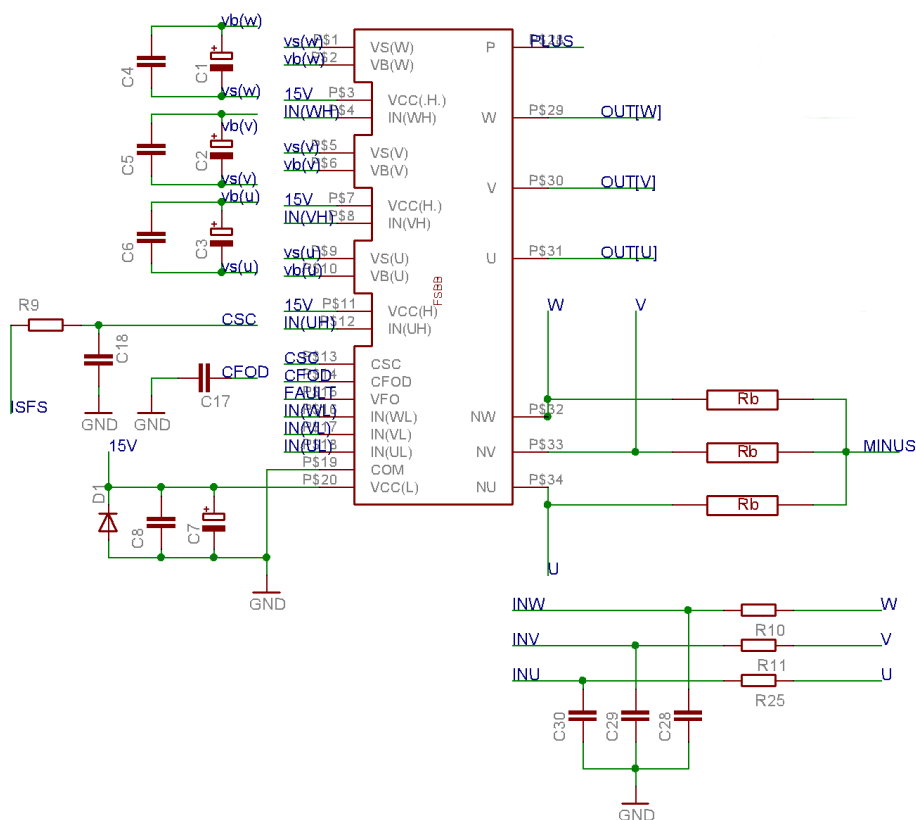 vb(w)
C4
C1
vs(w)
vb(v)
C5
C2
vs(v)
vb(u)
C6
C3
vs(u)
R9
CSC
C18
CFOD
C17
ISFS
GND
GND
15V
D1
C8
C7
GND
vs(w) P$1 VS(W)
vb(w) P$2 VB(W)
15V P$3 VCC(.H.)
IN(WH) P$4 IN(WH)
vs(v) P$5 VS(V)
vb(v) P$6 VB(V)
15V P$7 VCC(H.)
IN(VH) P$8 IN(VH)
vs(u) P$9 VS(U)
vb(u) P$10 VB(U)
15V P$11 VCC(H)
IN(UH) P$12 IN(UH)
CSC P$13 CSC
CFOD P$14 CFOD
FAULT P$15 VFO
IN(WL) P$16 IN(WL)
IN(VL) P$17 IN(VL)
IN(UL) P$18 IN(UL)
P$19 COM
P$20 VCC(L)
FSBB
P P$28 PLUS
W P$29 OUT[W]
V P$30 OUT[V]
U P$31 OUT[U]
W
V
NW P$32
NV P$33
NU P$34
Rb
Rb
Rb
MINUS
U
INW
R10
W
INV
R11
V
INU
R25
U
C30
C29
C28
GND